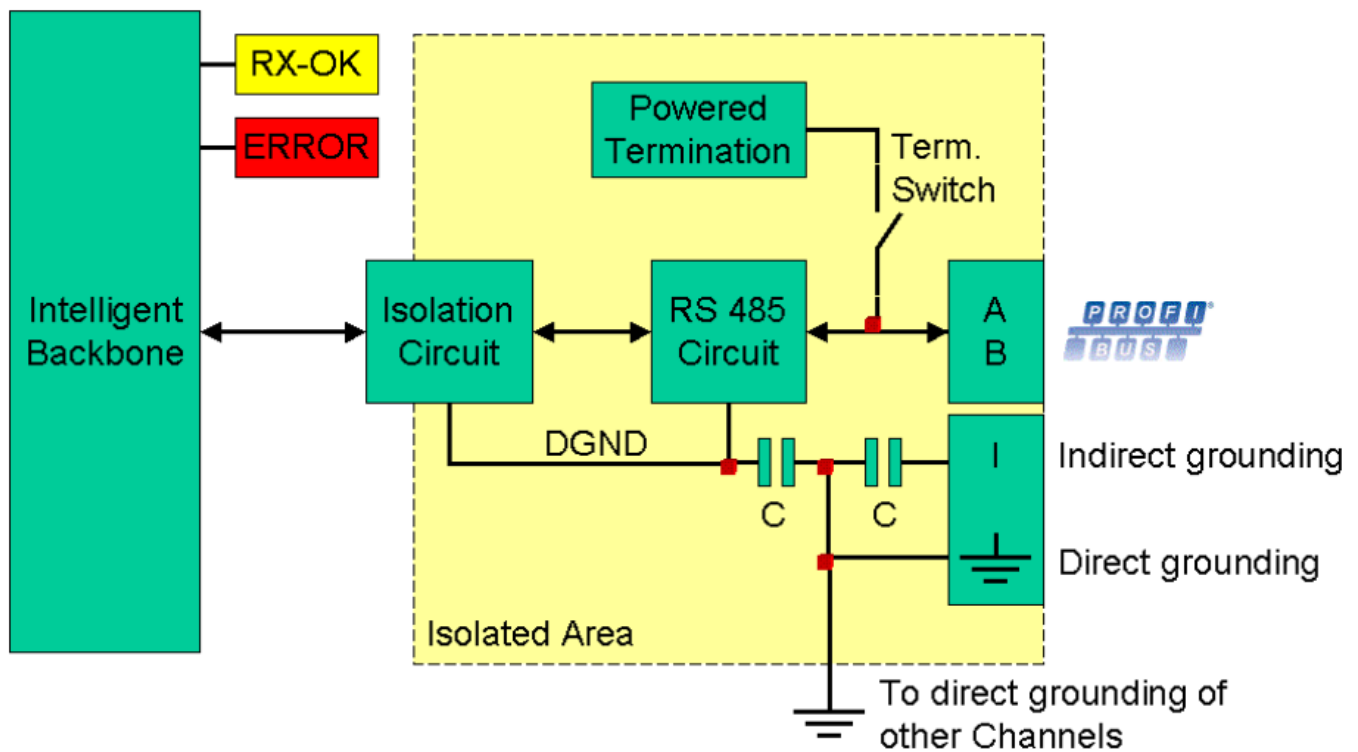 RX-OK
ERROR
Powered
Termination
Term.
Switch
Intelligent
Backbone
Isolation
Circuit
RS 485
Circuit
A
B
PROFI®
BUS
DGND
C
C
I
Indirect grounding
Direct grounding
Isolated Area
To direct grounding of
other Channels